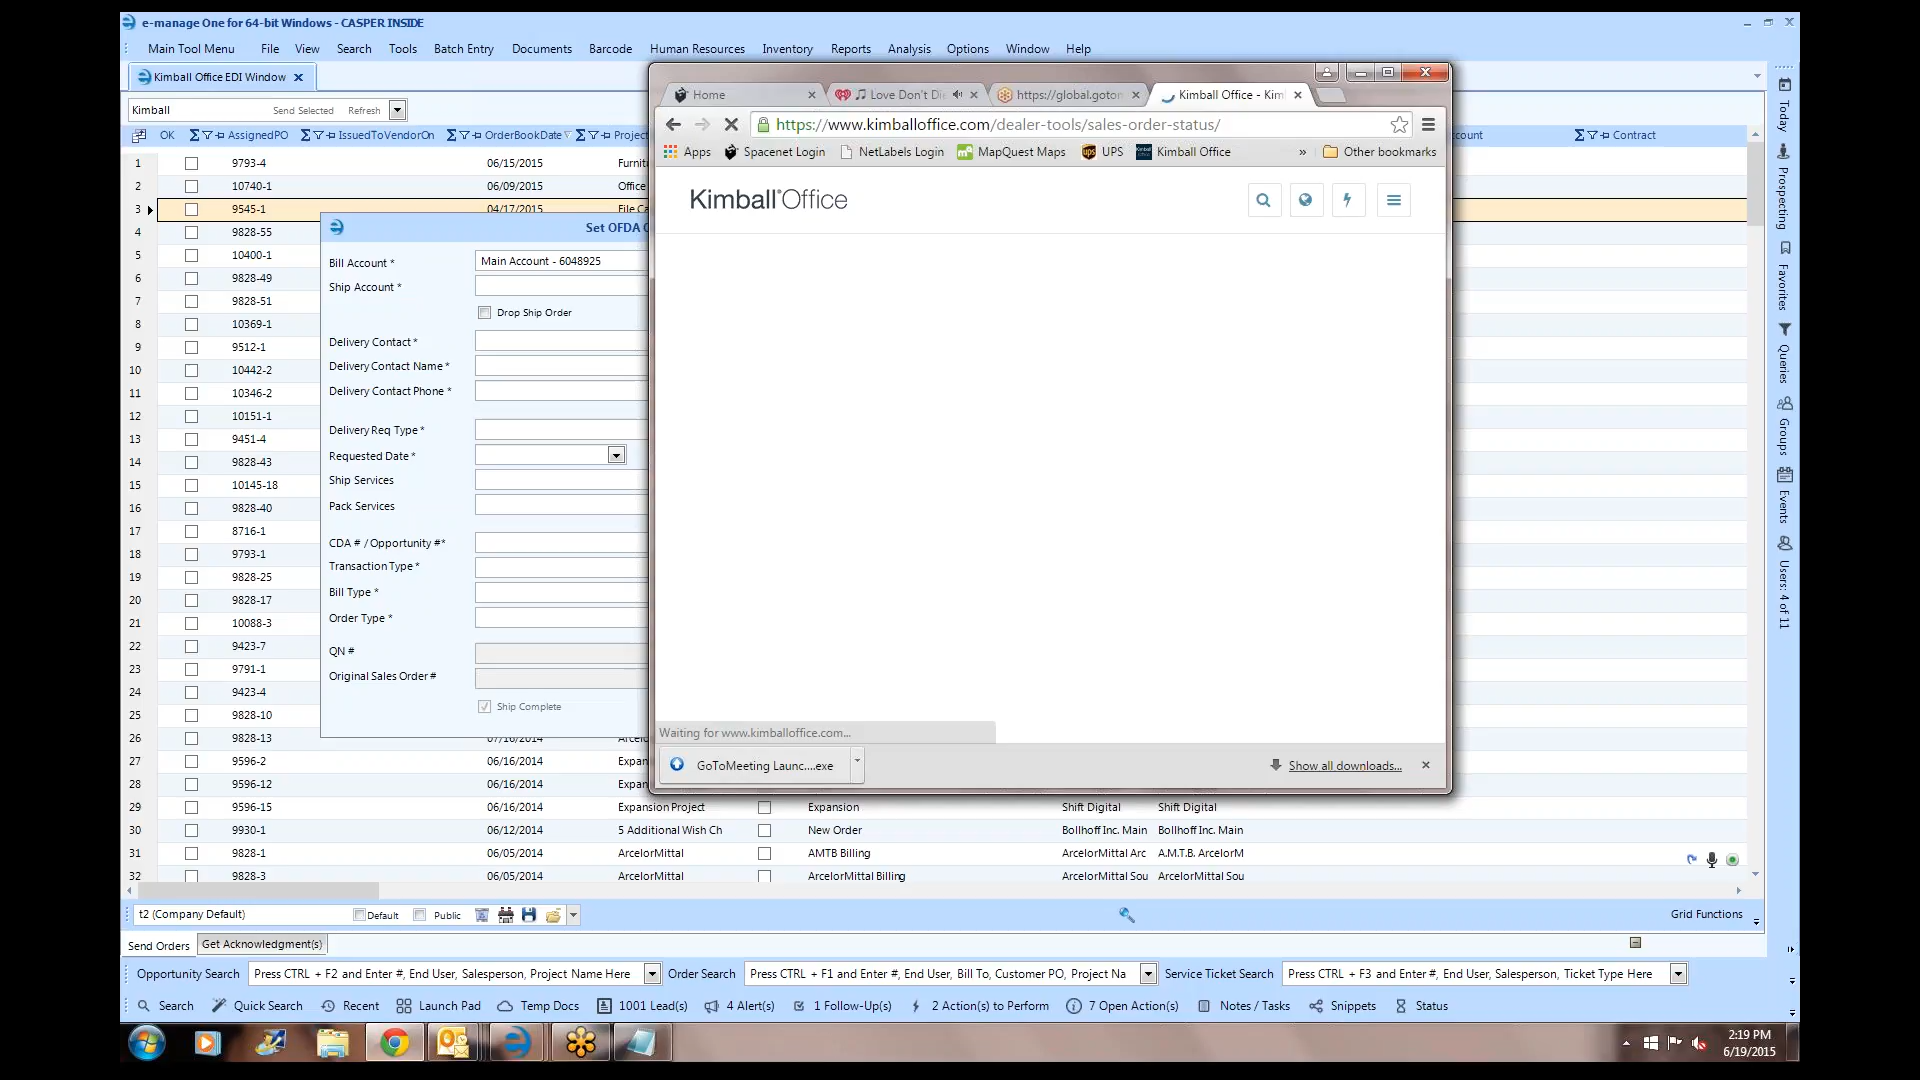 e-manage One for 64-bit Windows - CASPER INSIDE
Main Tool Menu File View Search Tools Batch Entry Documents Barcode Human Resources Inventory Reports Analysis Options Window Help
Kimball Office EDI Window
Kimball Send Selected Refresh
OK AssignedPO IssuedToVendorOn OrderBookDate Contract
1 9793-4 06/15/2015
2 10740-1 06/09/2015 Office
3 9545-1 04/17/2015
4 9828-55
5 10400-1
6 9828-49
7 9828-51
8 10369-1
9 9512-1
10 10442-2
11 10346-2
12 10151-1
13 9451-4
14 9828-43
15 10145-18
16 9828-40
17 8716-1
18 9793-1
19 9828-25
20 9828-17
21 10088-3
22 9423-7
23 9791-1
24 9423-4
25 9828-10
26 9828-13 07/16/2014
27 9596-2 06/16/2014
28 9596-12 06/16/2014
29 9596-15 06/16/2014 Expansion Project Expansion Shift Digital Shift Digital
30 9930-1 06/12/2014 5 Additional Wish Ch New Order Bollhoff Inc. Main Bollhoff Inc. Main
31 9828-1 06/05/2014 ArcelorMittal AMTB Billing ArcelorMittal Arc A.M.T.B. ArcelorM
32 9828-3 06/05/2014 ArcelorMittal ArcelorMittal Billing ArcelorMittal Sou ArcelorMittal Sou
Set OFDA
Bill Account * Main Account - 6048925
Ship Account *
Drop Ship Order
Delivery Contact *
Delivery Contact Name *
Delivery Contact Phone *
Delivery Req Type *
Requested Date *
Ship Services
Pack Services
CDA # / Opportunity #*
Transaction Type *
Bill Type *
Order Type *
QN #
Original Sales Order #
Ship Complete
Home Love Don't Die https://global.goton Kimball Office - Kim
https://www.kimballoffice.com/dealer-tools/sales-order-status/
Apps Spacenet Login NetLabels Login MapQuest Maps UPS Kimball Office » Other bookmarks
Kimball®Office
Waiting for www.kimballoffice.com...
GoToMeeting Launc....exe Show all downloads...
Today
Prospecting
Favorites
Queries
Groups
Events
Users: 4 of 11
t2 (Company Default) Default Public Grid Functions
Send Orders Get Acknowledgment(s)
Opportunity Search Press CTRL + F2 and Enter #, End User, Salesperson, Project Name Here Order Search Press CTRL + F1 and Enter #, End User, Bill To, Customer PO, Project Na Service Ticket Search Press CTRL + F3 and Enter #, End User, Salesperson, Ticket Type Here
Search Quick Search Recent Launch Pad Temp Docs 1001 Lead(s) 4 Alert(s) 1 Follow-Up(s) 2 Action(s) to Perform 7 Open Action(s) Notes / Tasks Snippets Status
2:19 PM
6/19/2015